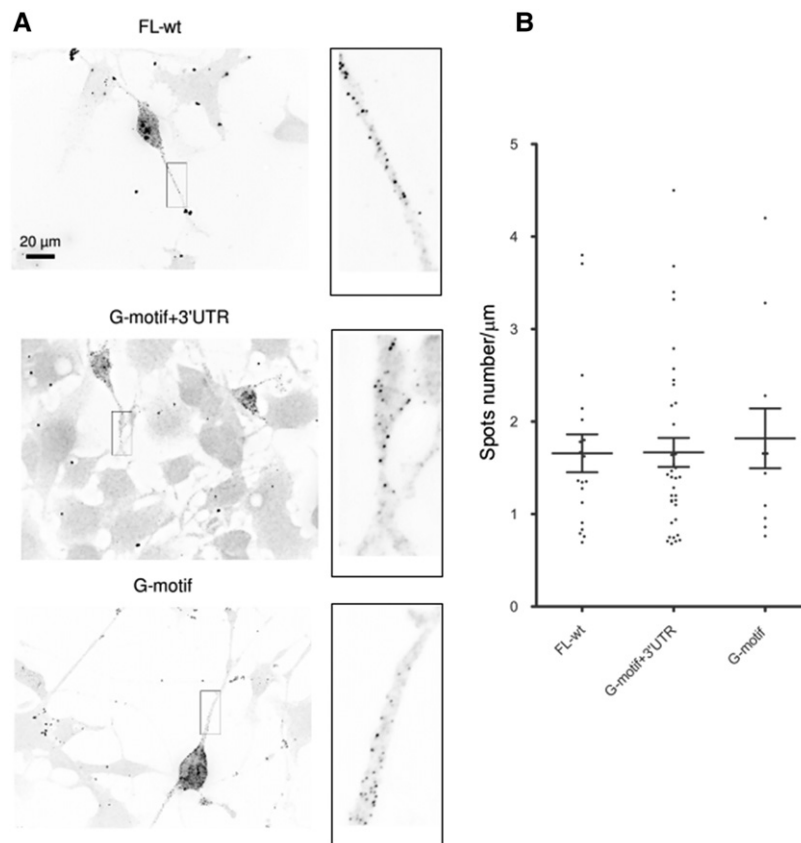 A
B
FL-wt
20 μm
G-motif+3'UTR
G-motif
Spots number/μm
5
4
3
2
1
0
FL-wt
G-motif+3'UTR
G-motif